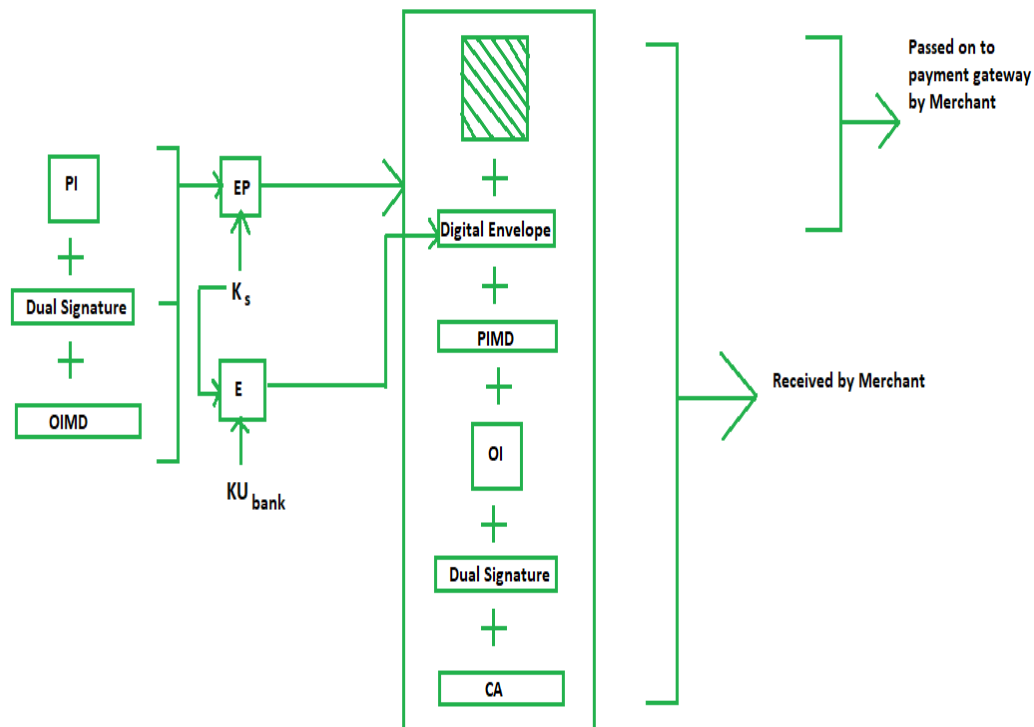 PI
Dual Signature
OIMD
EP
K s
E
KU bank
Digital Envelope
PIMD
OI
Dual Signature
CA
Passed on to
payment gateway
by Merchant
Received by Merchant